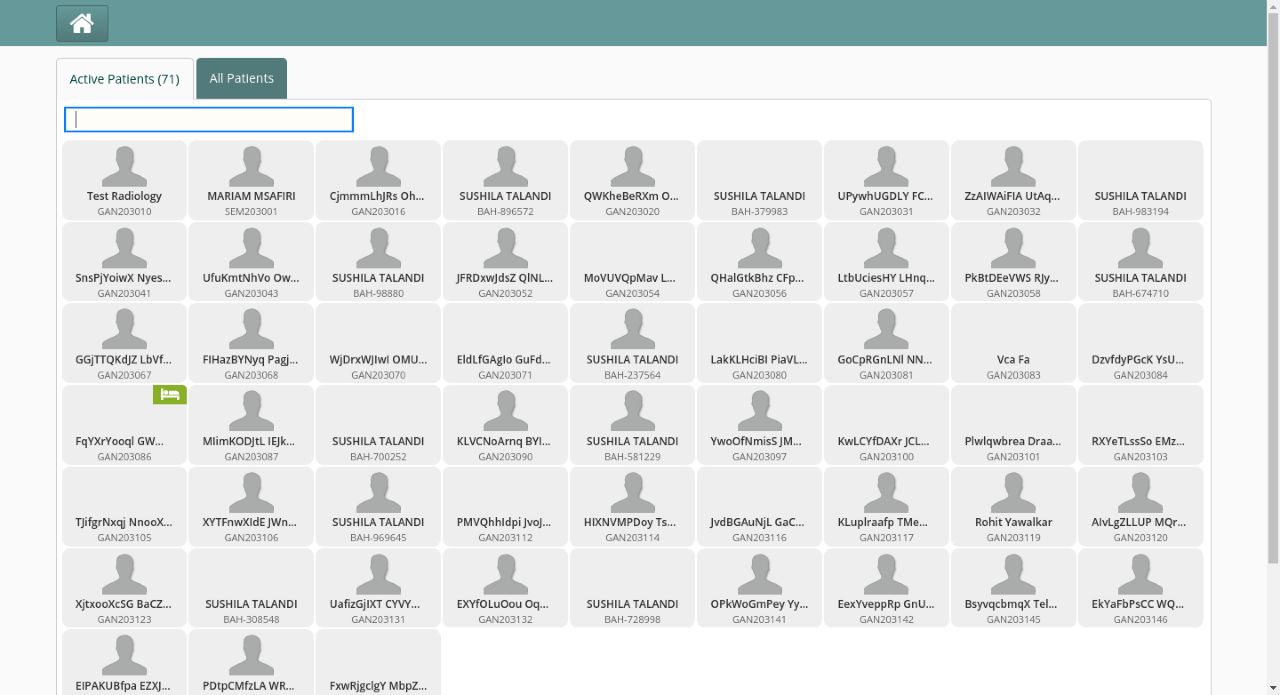 Active Patients (71)
All Patients
Test Radiology
GAN203010
MARIAM MSAFIRI
SEM203001
CjmmmLhJRs Oh...
GAN203016
SUSHILA TALANDI
BAH-896572
QWKheBeRXm O...
GAN203020
SUSHILA TALANDI
BAH-379983
UPywhUGDLY FC...
GAN203031
ZzAIWAiFIA UtAq...
GAN203032
SUSHILA TALANDI
BAH-983194
SnsPjYoiwX Nyes...
GAN203041
UfuKmtNhVo Ow...
GAN203043
SUSHILA TALANDI
BAH-98880
JFRDxwJdsZ QlNL...
GAN203052
MoVUVQpMav L...
GAN203054
QHalGtkBhz CFp...
GAN203056
LtbUciesHY LHnq...
GAN203057
PkBtDEeVWS RJy...
GAN203058
SUSHILA TALANDI
BAH-674710
GGjTTQKdJZ LbVf...
GAN203067
FIHazBYNyq Pagj...
GAN203068
WjDrxWJIwI OMU...
GAN203070
EldLfGAgIo GuFd...
GAN203071
SUSHILA TALANDI
BAH-237564
LakKLHciBI PiaVL...
GAN203080
GoCpRGnLNl NN...
GAN203081
Vca Fa
GAN203083
DzvfdyPGcK YsU...
GAN203084
FqYXrYooql GW...
GAN203086
MIimKODJtL IEJk...
GAN203087
SUSHILA TALANDI
BAH-700252
KLVCNoArnq BYI...
GAN203090
SUSHILA TALANDI
BAH-581229
YwoOfNmisS JM...
GAN203097
KwLCYfDAXr JCL...
GAN203100
Plwlqwbrea Draa...
GAN203101
RXYeTLssSo EMz...
GAN203103
TJifgrNxqj NnooX...
GAN203105
XYTFnwXIdE JWn...
GAN203106
SUSHILA TALANDI
BAH-969645
PMVQhhIdpi JvoJ...
GAN203112
HIXNVMPDoy Ts...
GAN203114
JvdBGAuNjL GaC...
GAN203116
KLuplraafp TMe...
GAN203117
Rohit Yawalkar
GAN203119
AIvLgZLLUP MQr...
GAN203120
XjtxooXcSG BaCZ...
GAN203123
SUSHILA TALANDI
BAH-308548
UafizGjIXT CYVY...
GAN203131
EXYfOLuOou Oq...
GAN203132
SUSHILA TALANDI
BAH-728998
OPkWoGmPey Yy...
GAN203141
EexYveppRp GnU...
GAN203142
BsyvqcbmqX Tel...
GAN203145
EkYaFbPsCC WQ...
GAN203146
EIPAKUBfpa EZXJ...
PDtpCMfzLA WR...
FxwRjgclgY MbpZ...